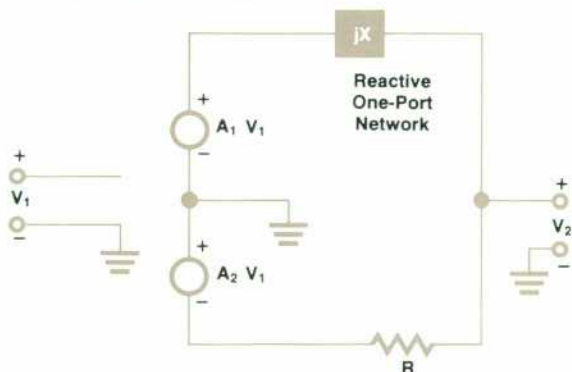 jX
Reactive
One-Port
Network
+
A₁ V₁
−
+
V₁
−
+
V₂
−
+
A₂ V₁
−
R